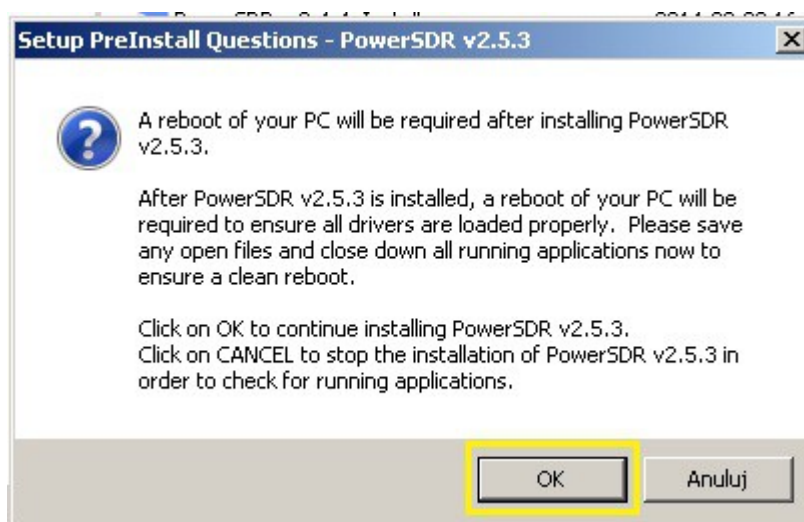 Setup PreInstall Questions - PowerSDR v2.5.3
A reboot of your PC will be required after installing PowerSDR
v2.5.3.
After PowerSDR v2.5.3 is installed, a reboot of your PC will be
required to ensure all drivers are loaded properly.  Please save
any open files and close down all running applications now to
ensure a clean reboot.
Click on OK to continue installing PowerSDR v2.5.3.
Click on CANCEL to stop the installation of PowerSDR v2.5.3 in
order to check for running applications.
OK
Anuluj